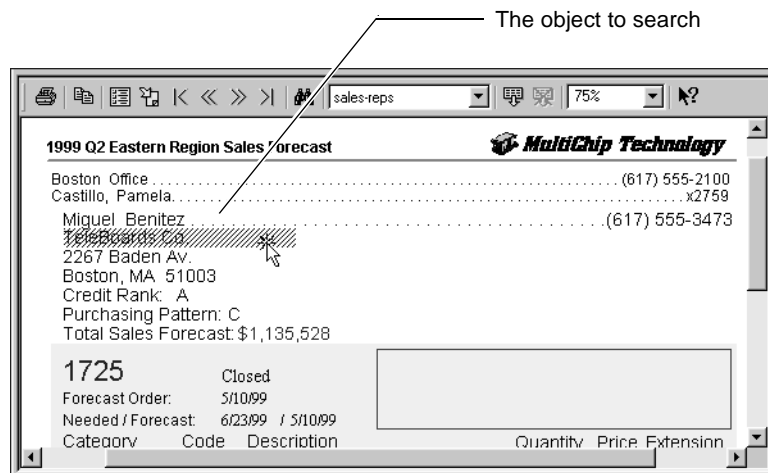 The object to search
sales-reps
75%
1999 Q2 Eastern Region Sales Forecast
MultiChip Technology
Boston Office (617) 555-2100
Castillo, Pamela x2759
Miguel Benitez (617) 555-3473
TeleBoards Co.
2267 Baden Av.
Boston, MA 51003
Credit Rank: A
Purchasing Pattern: C
Total Sales Forecast: $1,135,528
1725 Closed
Forecast Order: 5/10/99
Needed / Forecast: 6/23/99 / 5/10/99
Category Code Description Quantity Price Extension